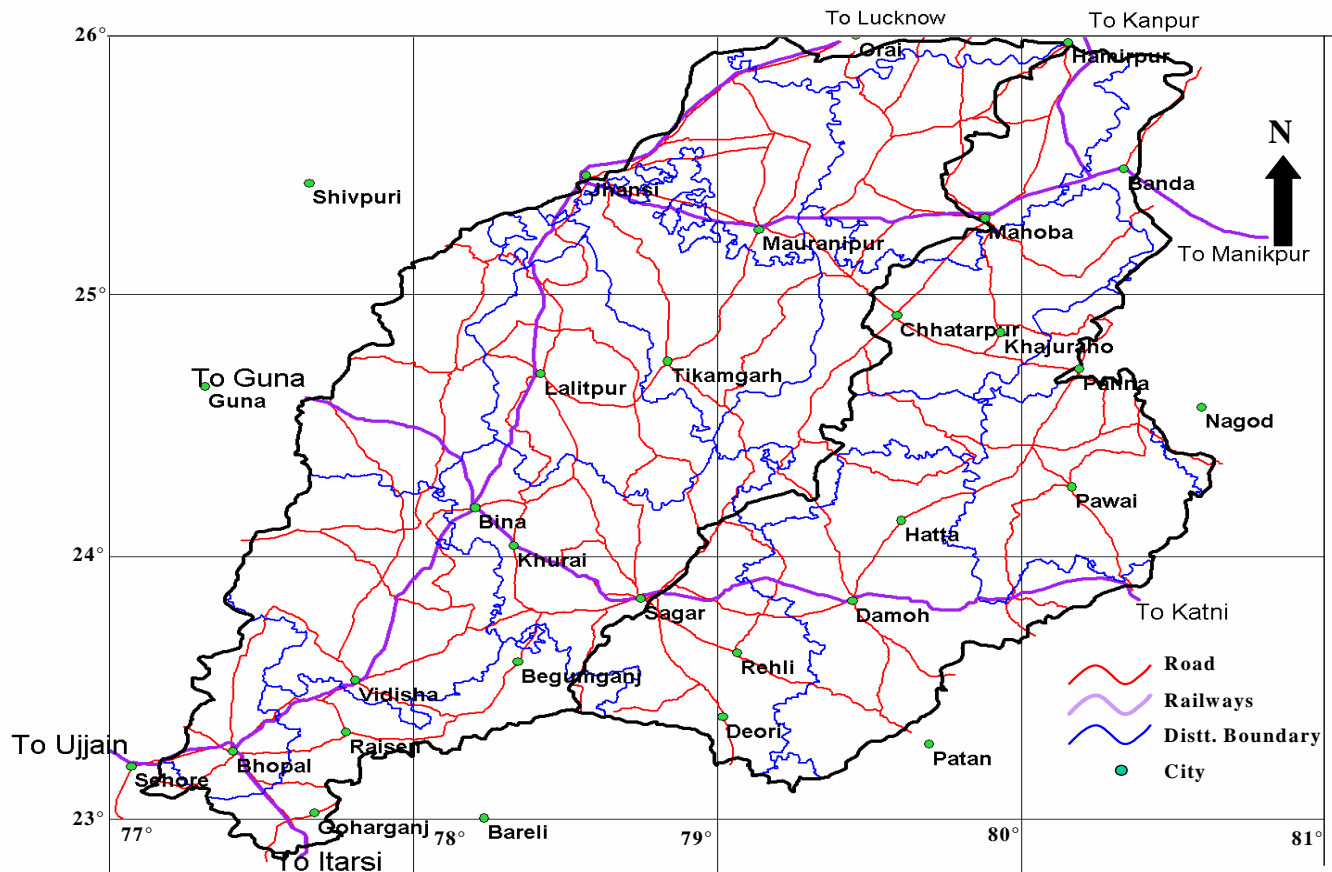 To Lucknow
To Kanpur
26°
Orai
Hamirpur
N
Shivpuri
Jhansi
Banda
Mauranipur
Mahoba
To Manikpur
25°
Chhatarpur
Khajuraho
Tikamgarh
Panna
Lalitpur
To Guna
Guna
Nagod
Pawai
Bina
Hatta
24°
Khurai
Sagar
Damoh
To Katni
Rehli
Road
Begumganj
Vidisha
Railways
Deori
Distt. Boundary
To Ujjain
Raisen
Patan
Bhopal
City
Sehore
23°
77°
78°
79°
80°
81°
Goharganj
Bareli
To Itarsi